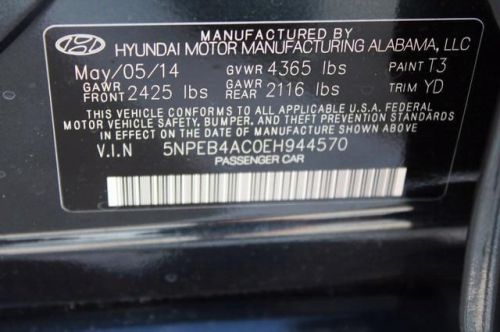 MANUFACTURED BY
HYUNDAI MOTOR MANUFACTURING ALABAMA, LLC
May/05/14 GVWR 4365 lbs PAINT T3
GAWR FRONT 2425 lbs GAWR REAR 2116 lbs TRIM YD
THIS VEHICLE CONFORMS TO ALL APPLICABLE U.S.A. FEDERAL
MOTOR VEHICLE SAFETY, BUMPER, AND THEFT PREVENTION STANDARDS
IN EFFECT ON THE DATE OF MANUFACTURE SHOWN ABOVE
V.I.N 5NPEB4AC0EH944570
PASSENGER CAR